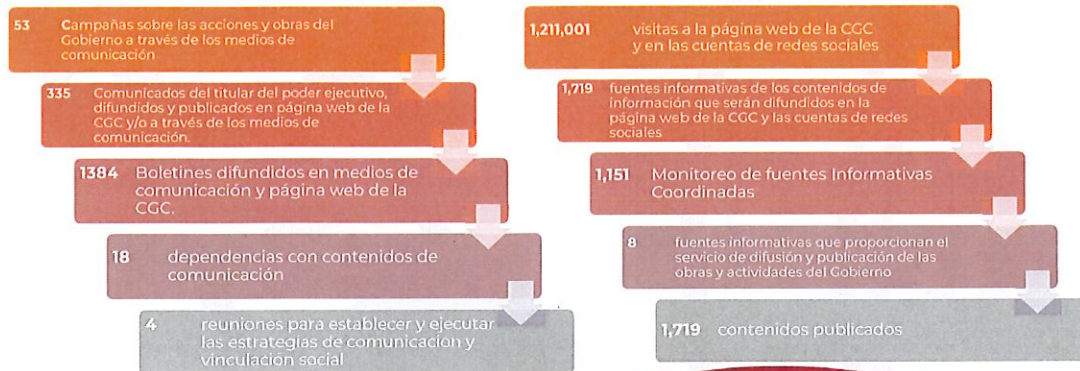 53 Campañas sobre las acciones y obras del
Gobierno a través de los medios de
comunicación
335 Comunicados del titular del poder ejecutivo,
difundidos y publicados en página web de la
CGC y/o a través de los medios de
comunicación.
1384 Boletines difundidos en medios de
comunicación y página web de la
CGC.
18 dependencias con contenidos de
comunicación
4 reuniones para establecer y ejecutar
las estrategias de comunicación y
vinculación social
1,211,001 visitas a la página web de la CGC
y en las cuentas de redes sociales
1,719 fuentes informativas de los contenidos de
información que serán difundidos en la
página web de la CGC y las cuentas de redes
sociales
1,151 Monitoreo de fuentes Informativas
Coordinadas
8 fuentes informativas que proporcionan el
servicio de difusión y publicación de las
obras y actividades del Gobierno
1,719 contenidos publicados